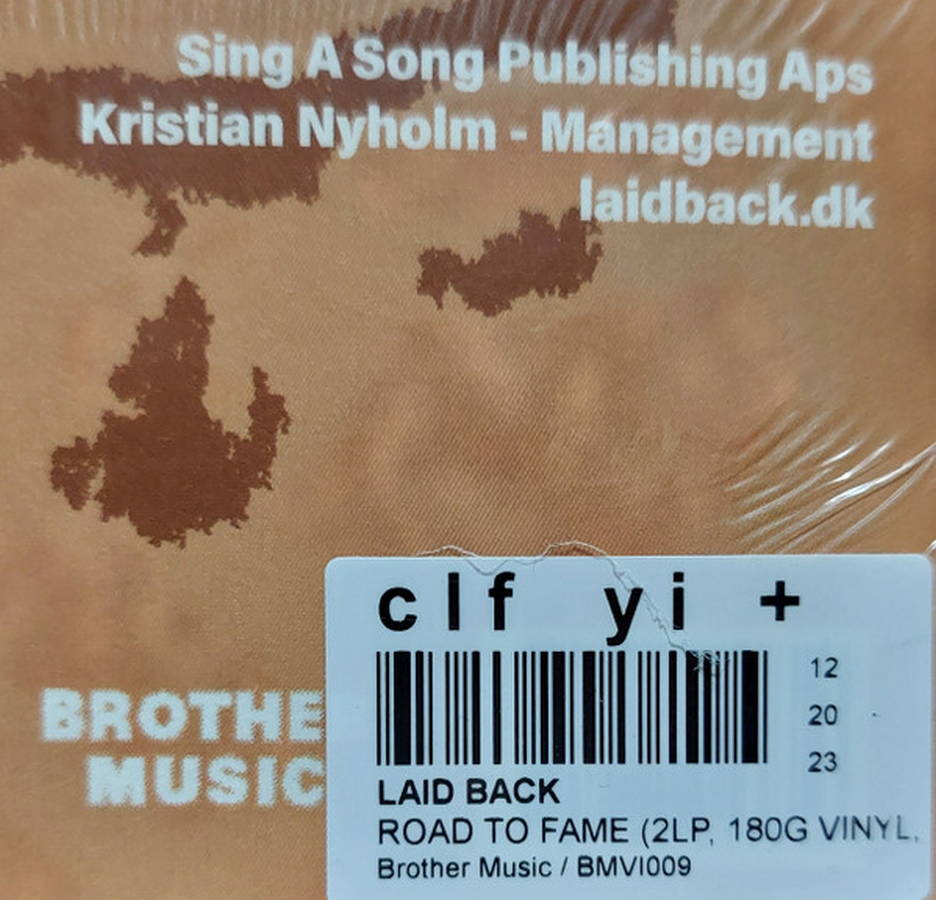 Sing A Song Publishing Aps
Kristian Nyholm - Management
laidback.dk
BROTHE
MUSIC
clf yi +
12
20
23
LAID BACK
ROAD TO FAME (2LP, 180G VINYL,
Brother Music / BMVI009